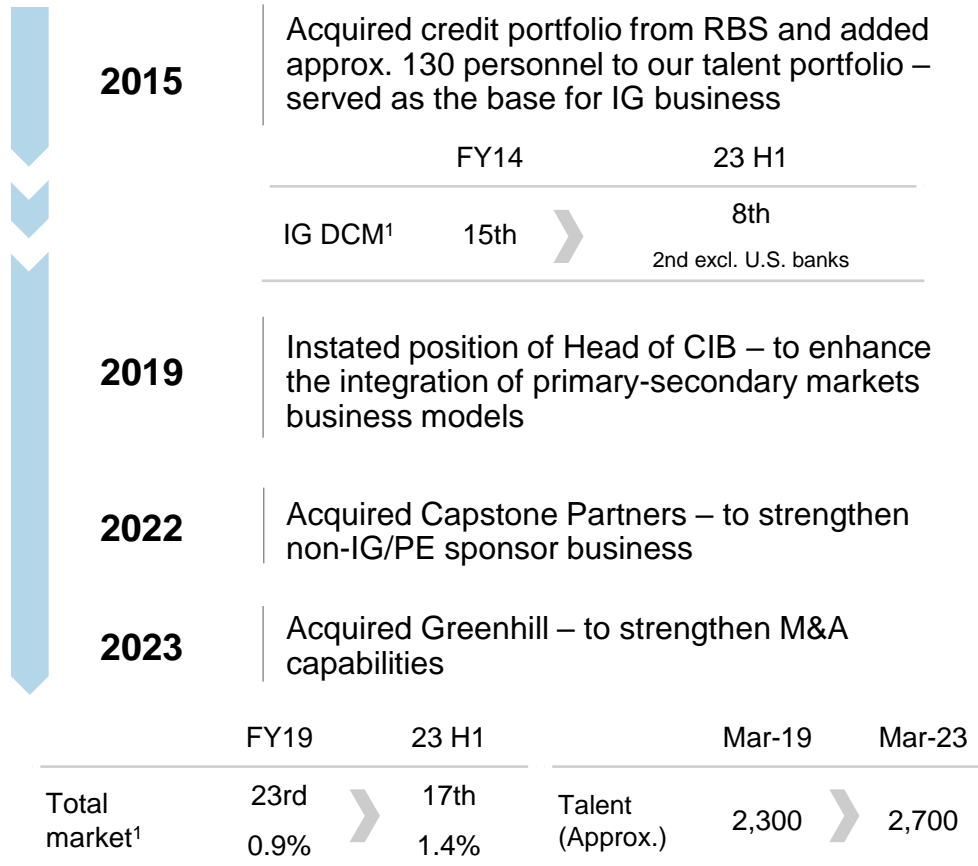 2015
Acquired credit portfolio from RBS and added
approx. 130 personnel to our talent portfolio –
served as the base for IG business
FY14 23 H1
IG DCM¹ 15th 8th
2nd excl. U.S. banks
2019
Instated position of Head of CIB – to enhance
the integration of primary-secondary markets
business models
2022
Acquired Capstone Partners – to strengthen
non-IG/PE sponsor business
2023
Acquired Greenhill – to strengthen M&A
capabilities
FY19 23 H1
Total
market¹
23rd 17th
0.9% 1.4%
Mar-19 Mar-23
Talent
(Approx.)
2,300 2,700